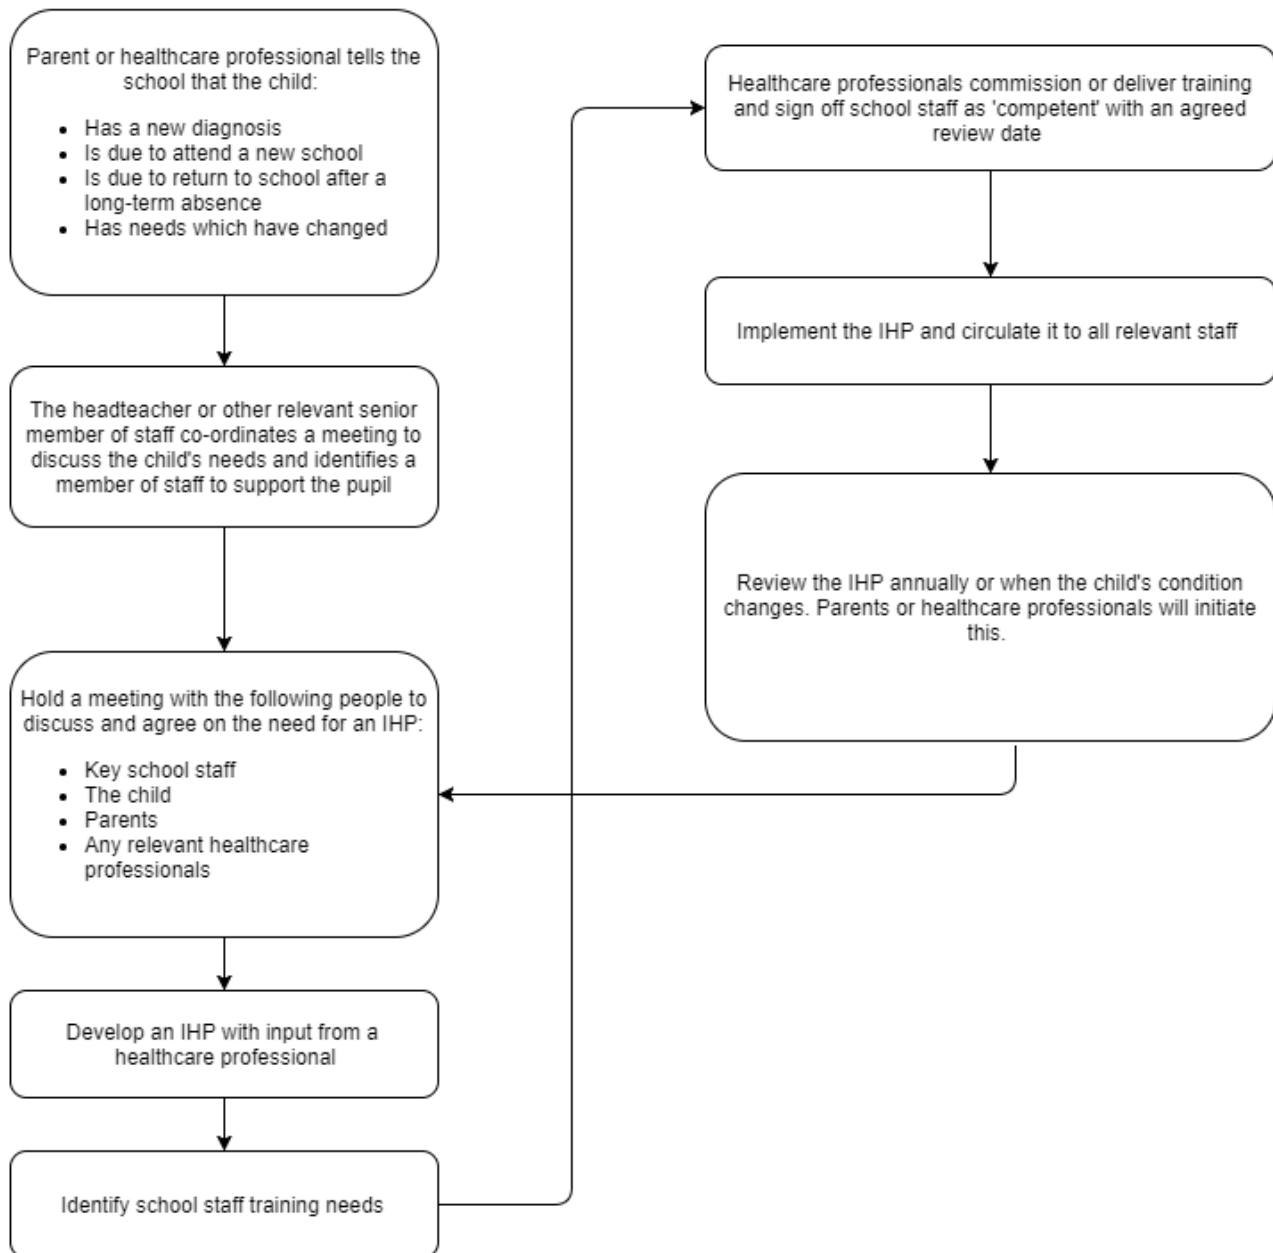 Parent or healthcare professional tells the
school that the child:
• Has a new diagnosis
• Is due to attend a new school
• Is due to return to school after a
long-term absence
• Has needs which have changed
The headteacher or other relevant senior
member of staff co-ordinates a meeting to
discuss the child's needs and identifies a
member of staff to support the pupil
Hold a meeting with the following people to
discuss and agree on the need for an IHP:
• Key school staff
• The child
• Parents
• Any relevant healthcare
professionals
Develop an IHP with input from a
healthcare professional
Identify school staff training needs
Healthcare professionals commission or deliver training
and sign off school staff as 'competent' with an agreed
review date
Implement the IHP and circulate it to all relevant staff
Review the IHP annually or when the child's condition
changes. Parents or healthcare professionals will initiate
this.